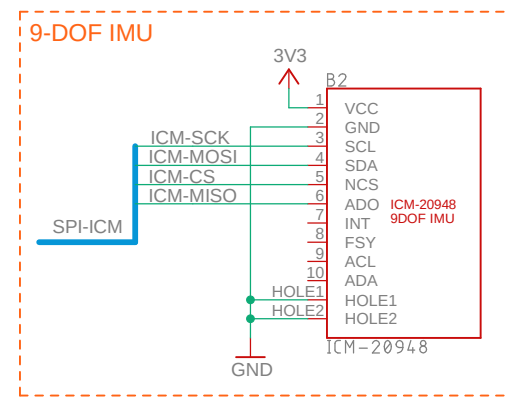 9-DOF IMU
3V3
B2
1 VCC
2 GND
ICM-SCK 3 SCL
ICM-MOSI 4 SDA
ICM-CS 5 NCS
ICM-MISO 6 ADO ICM-20948
7 INT 9DOF IMU
SPI-ICM
8 FSY
9 ACL
10 ADA
HOLE1 HOLE1
HOLE2 HOLE2
ICM-20948
GND